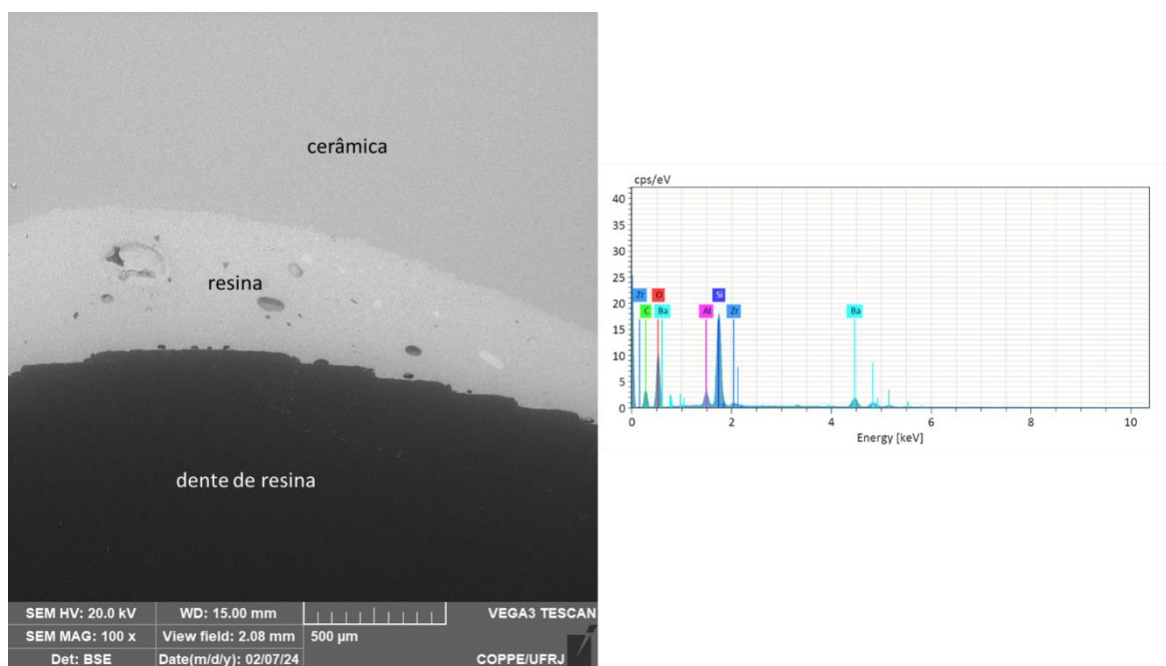 cerâmica
resina
dente de resina
SEM HV: 20.0 kV WD: 15.00 mm VEGA3 TESCAN
SEM MAG: 100 x View field: 2.08 mm 500 µm
Det: BSE Date(m/d/y): 02/07/24 COPPE/UFRJ
cps/eV
40
35
30
25
20
15
10
5
0
Zr O Si
C Ba Al Zr Ba
0 2 4 6 8 10
Energy [keV]